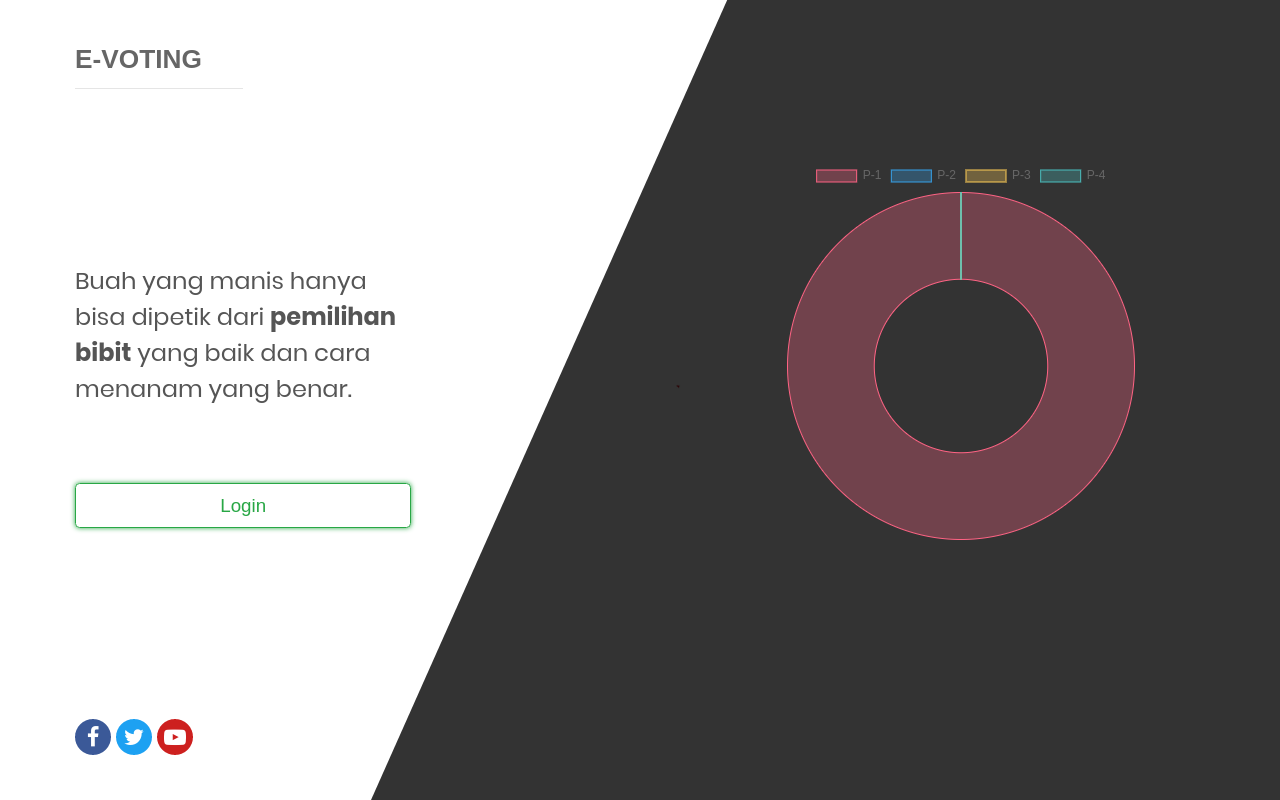 E-VOTING
P-1 P-2 P-3 P-4
Buah yang manis hanya
bisa dipetik dari pemilihan
bibit yang baik dan cara
menanam yang benar.
Login